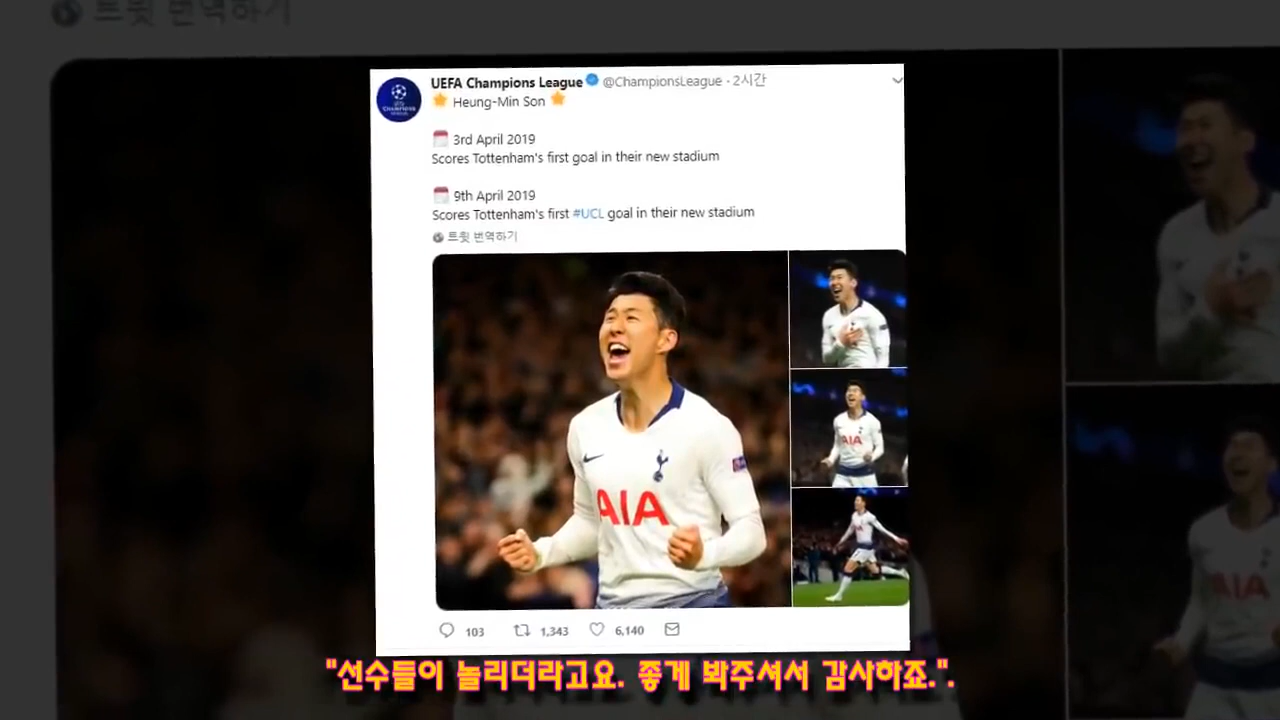 트윗 번역하기
UEFA Champions League @ChampionsLeague · 2시간
Heung-Min Son
3rd April 2019
Scores Tottenham's first goal in their new stadium
9th April 2019
Scores Tottenham's first #UCL goal in their new stadium
트윗 번역하기
AIA
AIA
AIA
103 1,343 6,140
"선수들이 놀리더라고요. 좋게 봐주셔서 감사하죠.".